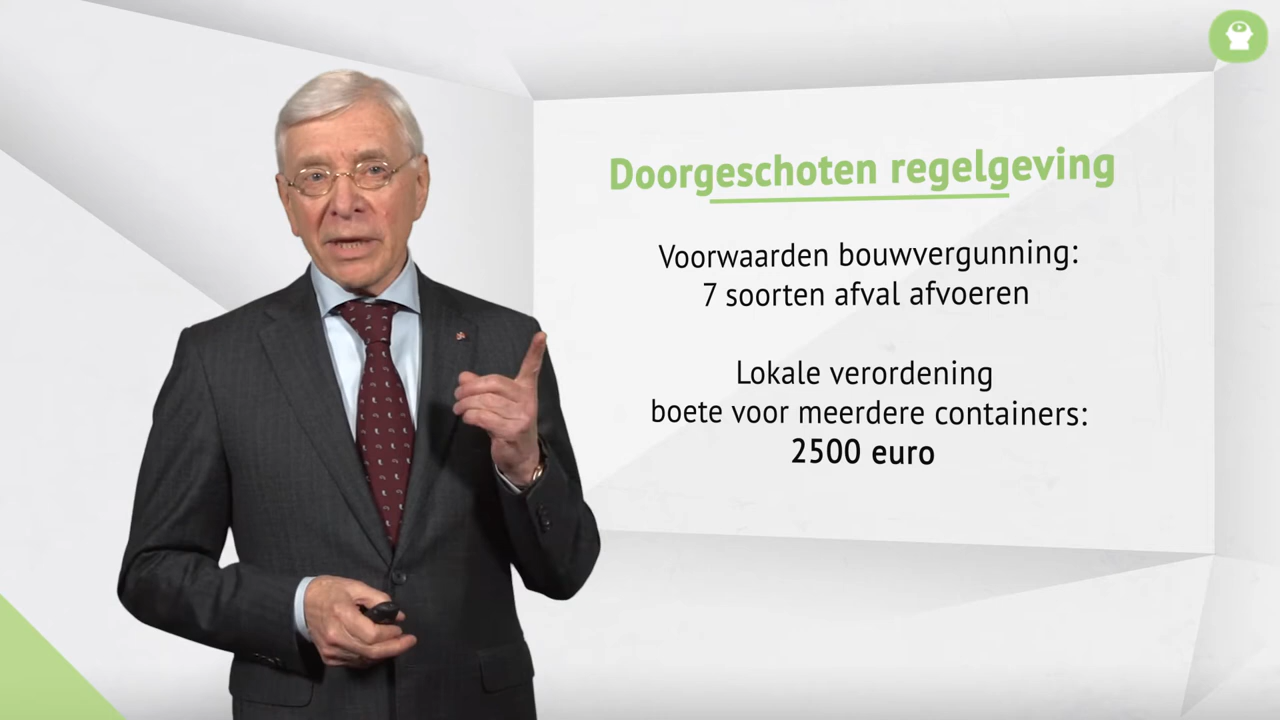 Doorgeschoten regelgeving
Voorwaarden bouwvergunning:
7 soorten afval afvoeren
Lokale verordening
boete voor meerdere containers:
2500 euro